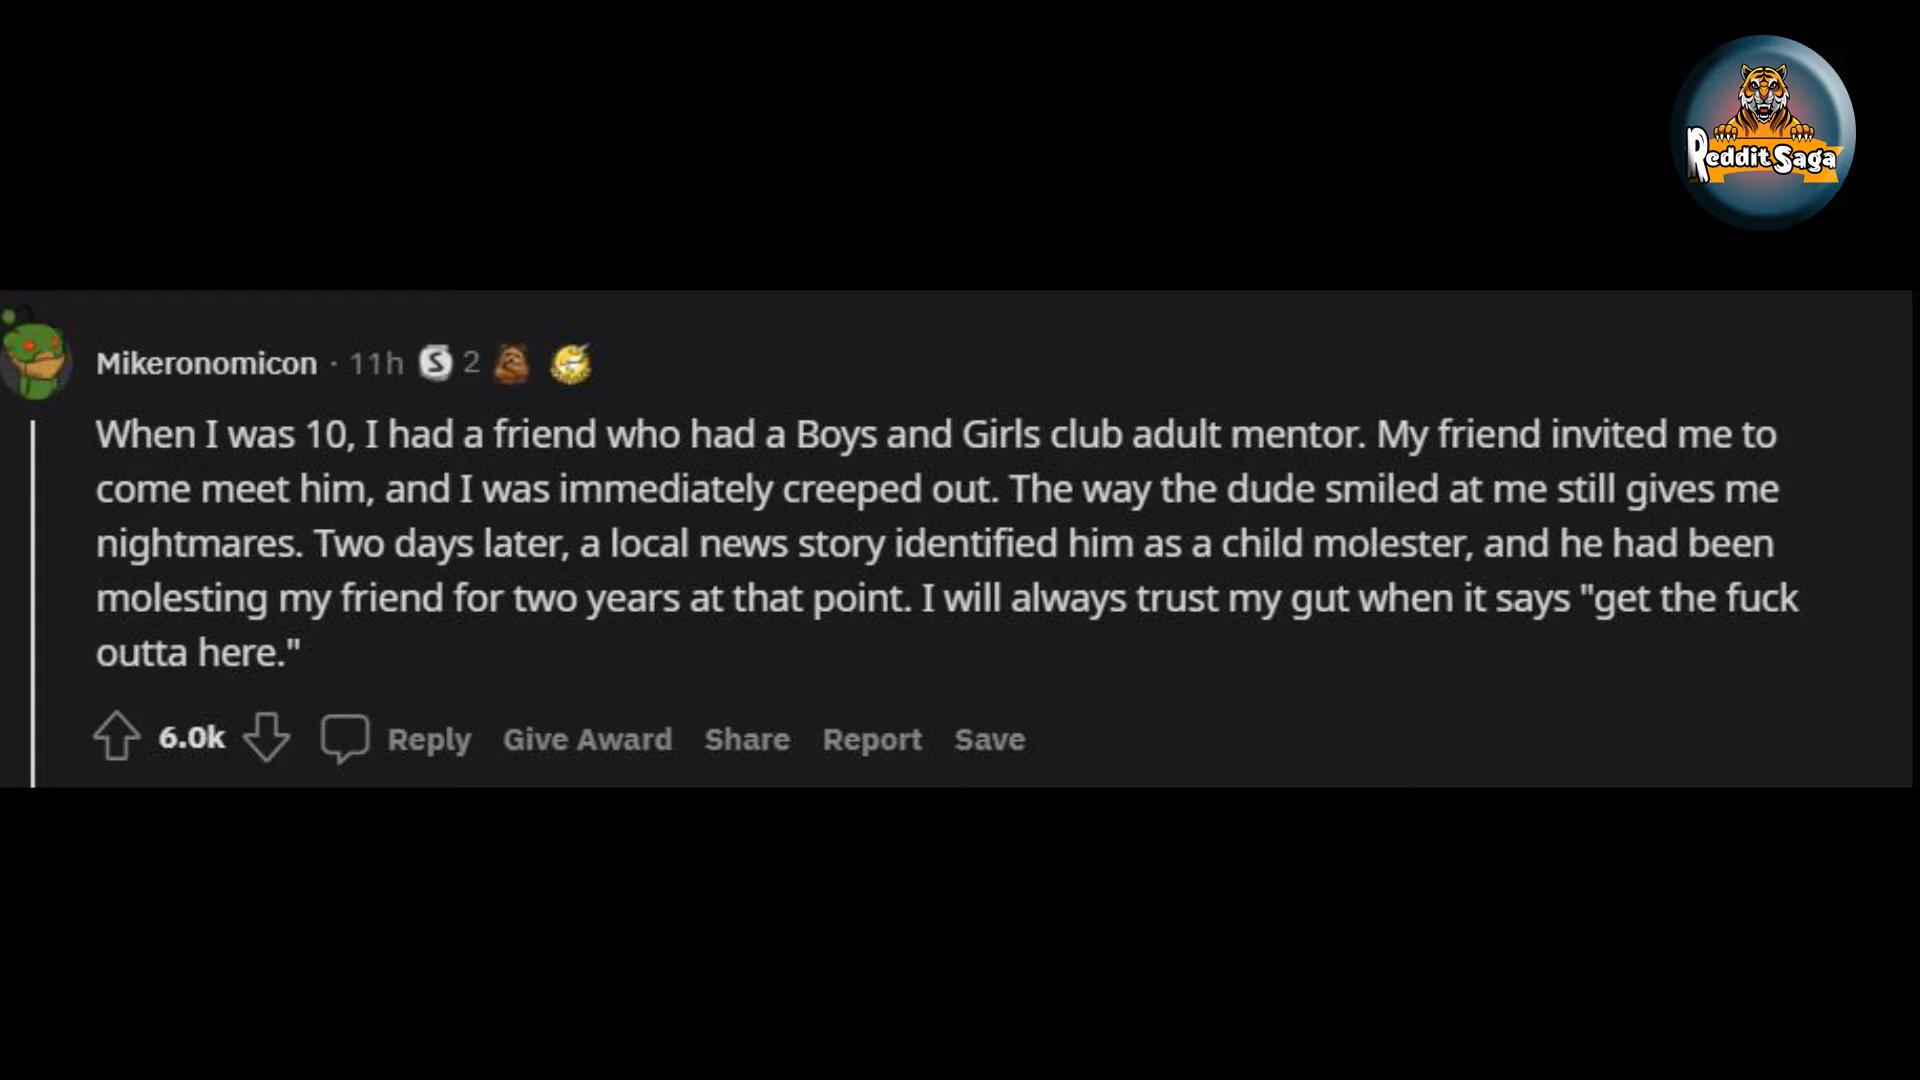 Reddit Saga
Mikeronomicon · 11h S 2
When I was 10, I had a friend who had a Boys and Girls club adult mentor. My friend invited me to
come meet him, and I was immediately creeped out. The way the dude smiled at me still gives me
nightmares. Two days later, a local news story identified him as a child molester, and he had been
molesting my friend for two years at that point. I will always trust my gut when it says "get the fuck
outta here."
6.0k Reply Give Award Share Report Save